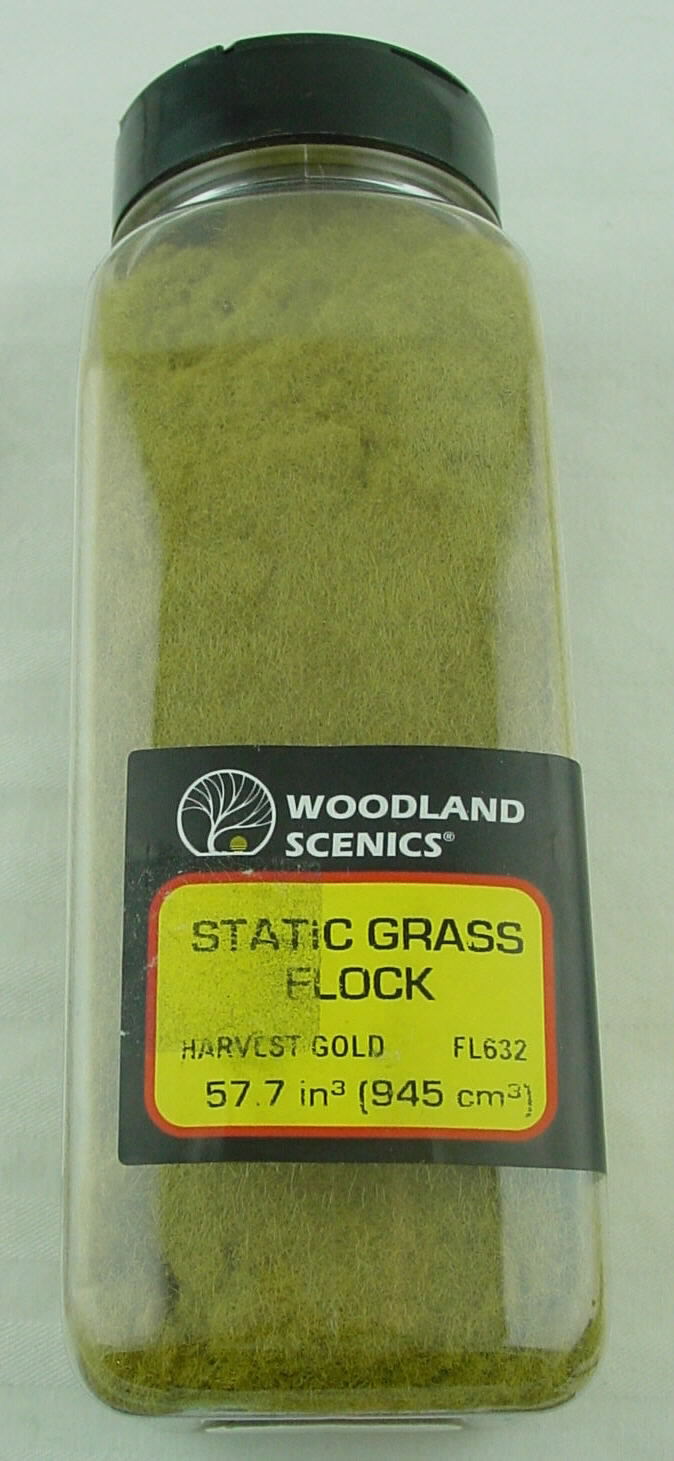 WOODLAND
SCENICS®
STATIC GRASS
FLOCK
HARVEST GOLD FL632
57.7 in³ (945 cm³)